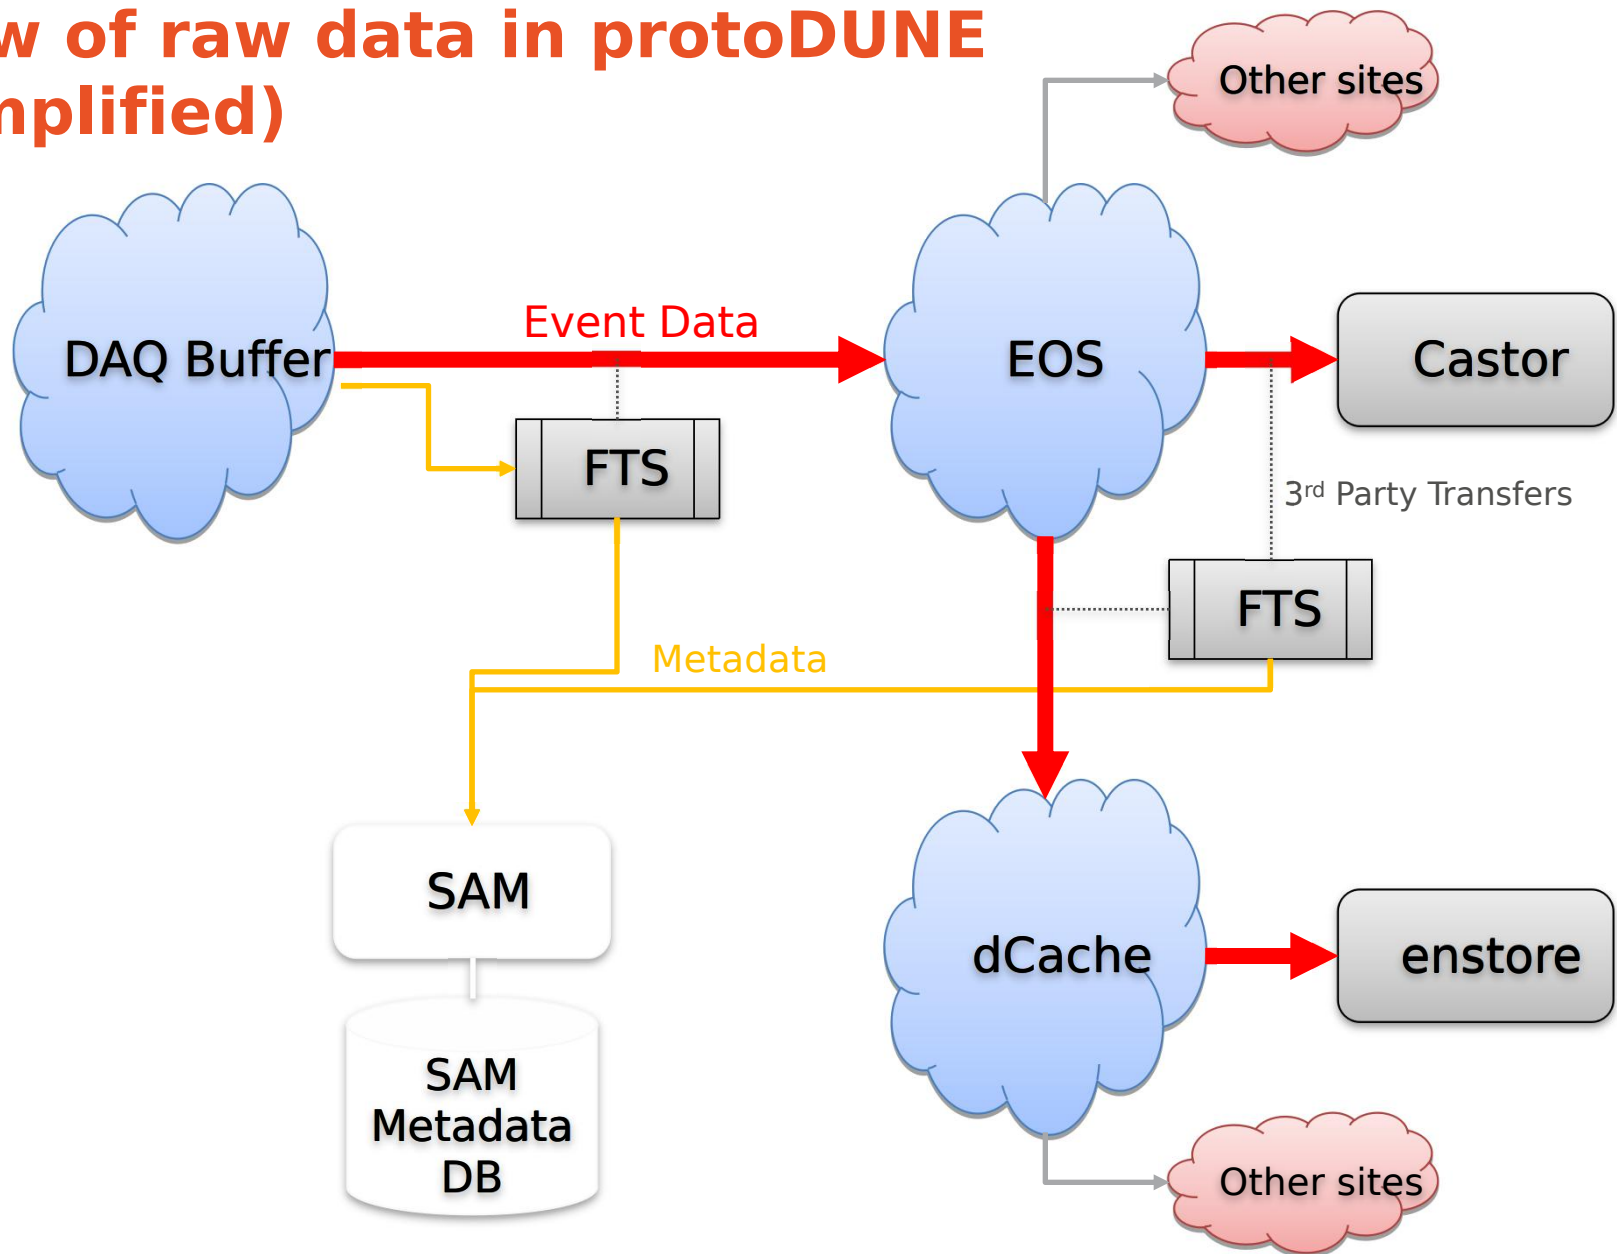 w of raw data in protoDUNE
mplified)
Other sites
Event Data
DAQ Buffer
EOS
Castor
FTS
3rd Party Transfers
FTS
Metadata
SAM
dCache
enstore
SAM
Metadata
DB
Other sites